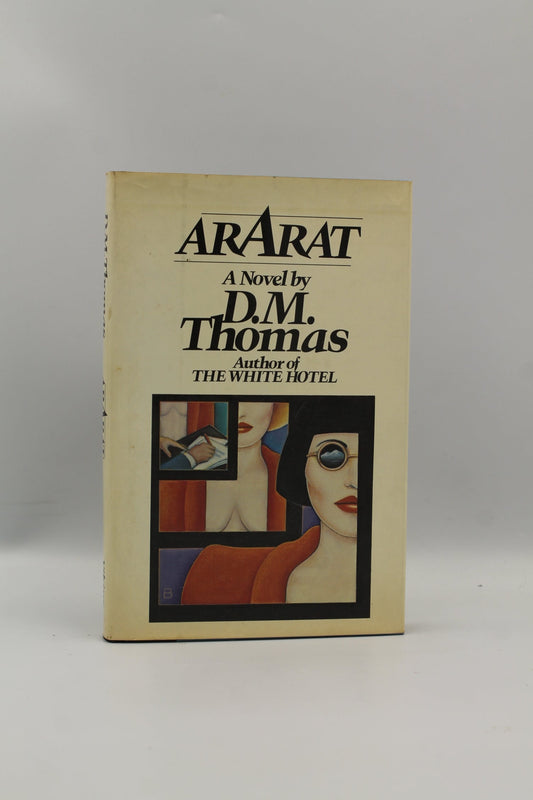 ARARAT
A Novel by
D.M.
Thomas
Author of
THE WHITE HOTEL
B